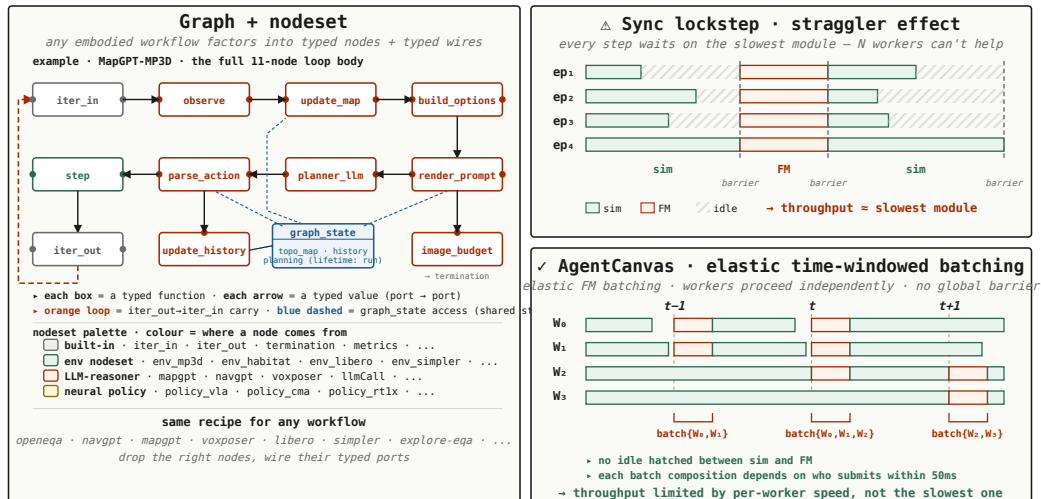 Graph + nodeset
any embodied workflow factors into typed nodes + typed wires
example · MapGPT-MP3D · the full 11-node loop body
iter_in
observe
update_map
build_options
step
parse_action
planner_llm
render_prompt
iter_out
update_history
graph_state
topo_map · history
planning (lifetime: run)
image_budget
→ termination
▸ each box = a typed function · each arrow = a typed value (port → port)
▸ orange loop = iter_out→iter_in carry · blue dashed = graph_state access (shared st
nodeset palette · colour = where a node comes from
built-in · iter_in · iter_out · termination · metrics · ...
env nodeset · env_mp3d · env_habitat · env_libero · env_simpler · ...
LLM-reasoner · mapgpt · navgpt · voxposer · llmCall · ...
neural policy · policy_vla · policy_cma · policy_rt1x · ...
same recipe for any workflow
openeqa · navgpt · mapgpt · voxposer · libero · simpler · explore-eqa · ...
drop the right nodes, wire their typed ports
⚠ Sync lockstep · straggler effect
every step waits on the slowest module — N workers can't help
ep₁
ep₂
ep₃
ep₄
sim FM sim
barrier barrier barrier
sim FM idle → throughput ≈ slowest module
✓ AgentCanvas · elastic time-windowed batching
elastic FM batching · workers proceed independently · no global barrier
t−1 t t+1
W₀
W₁
W₂
W₃
batch{W₀,W₁} batch{W₀,W₁,W₂} batch{W₂,W₃}
▸ no idle hatched between sim and FM
▸ each batch composition depends on who submits within 50ms
→ throughput limited by per-worker speed, not the slowest one